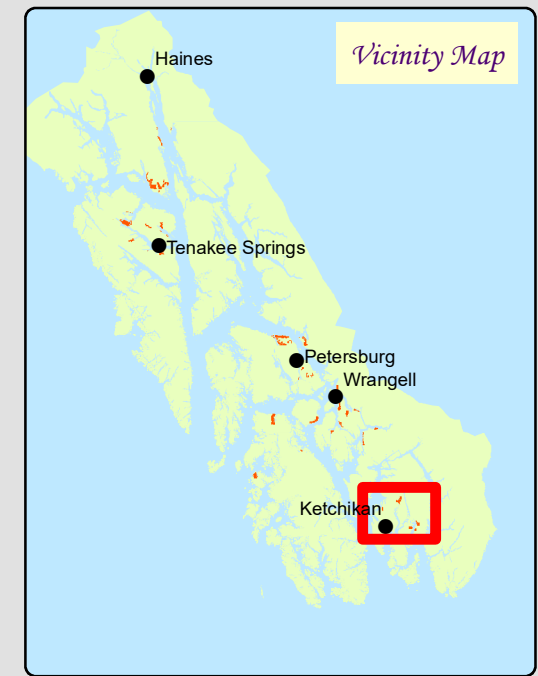 Vicinity Map
Haines
Tenakee Springs
Petersburg
Wrangell
Ketchikan